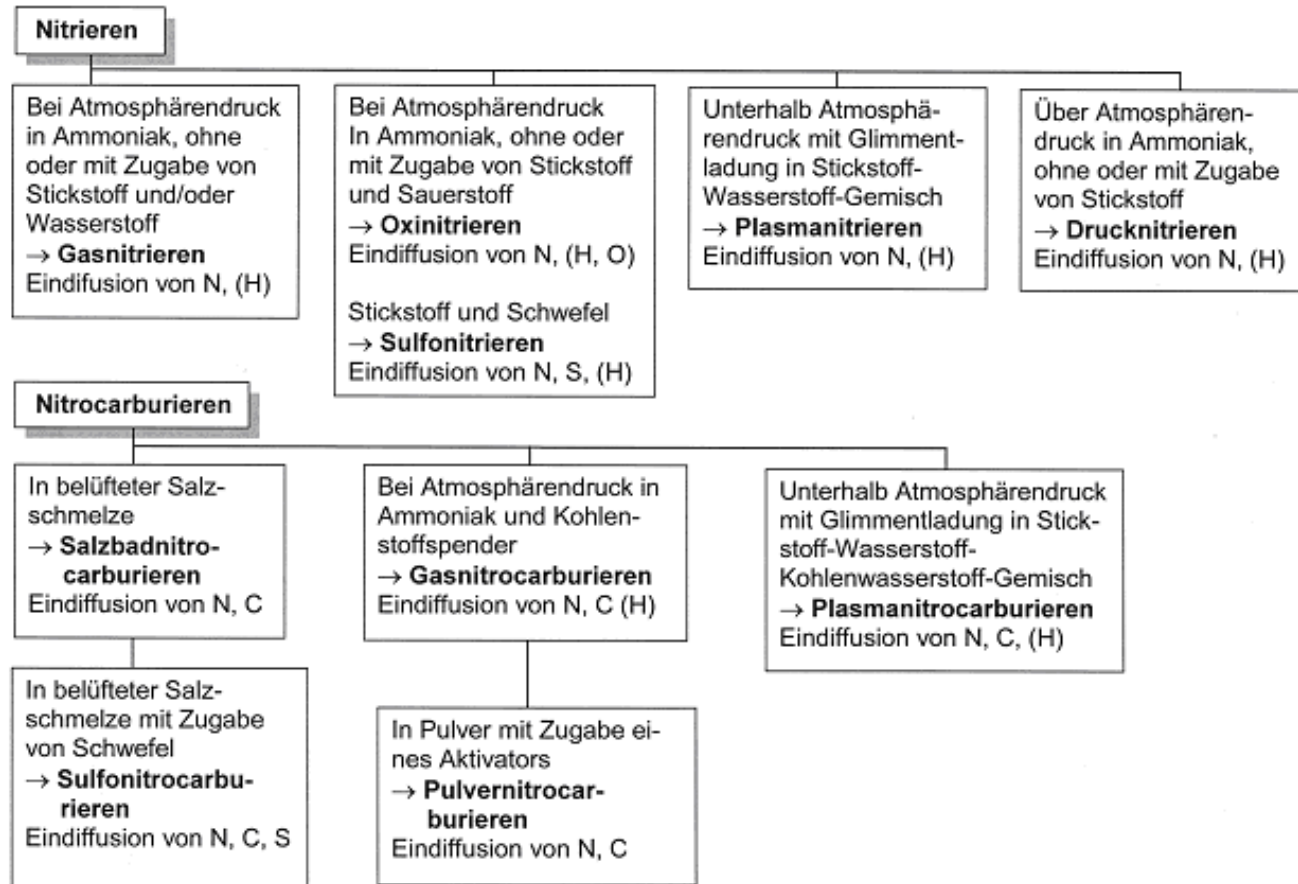 Nitrieren
Bei Atmosphärendruck
in Ammoniak, ohne
oder mit Zugabe von
Stickstoff und/oder
Wasserstoff
→ Gasnitrieren
Eindifusion von N, (H)
Bei Atmosphärendruck
In Ammoniak, ohne oder
mit Zugabe von Stickstoff
und Sauerstoff
→ Oxinitrieren
Eindiffusion von N, (H, O)
Stickstoff und Schwefel
→ Sulfonitrieren
Eindiffusion von N, S, (H)
Unterhalb Atmosphä-
rendruck mit Glimment-
ladung in Stickstoff-
Wasserstoff-Gemisch
→ Plasmanitrieren
Eindiffusion von N, (H)
Über Atmosphären-
druck in Ammoniak,
ohne oder mit Zugabe
von Stickstoff
→ Drucknitrieren
Eindiffusion von N, (H)
Nitrocarburieren
In belüfteter Salz-
schmelze
→ Salzbadnitro-
carburieren
Eindiffusion von N, C
Bei Atmosphärendruck in
Ammoniak und Kohlen-
stoffspender
→ Gasnitrocarburieren
Eindiffusion von N, C (H)
Unterhalb Atmosphärendruck
mit Glimmentladung in Stick-
stoff-Wasserstoff-
Kohlenwasserstoff-Gemisch
→ Plasmanitrocarburieren
Eindiffusion von N, C, (H)
In belüfteter Salz-
schmelze mit Zugabe
von Schwefel
→ Sulfonitrocarbu-
rieren
Eindiffusion von N, C, S
In Pulver mit Zugabe ei-
nes Aktivators
→ Pulvernitrocar-
burieren
Eindiffusion von N, C